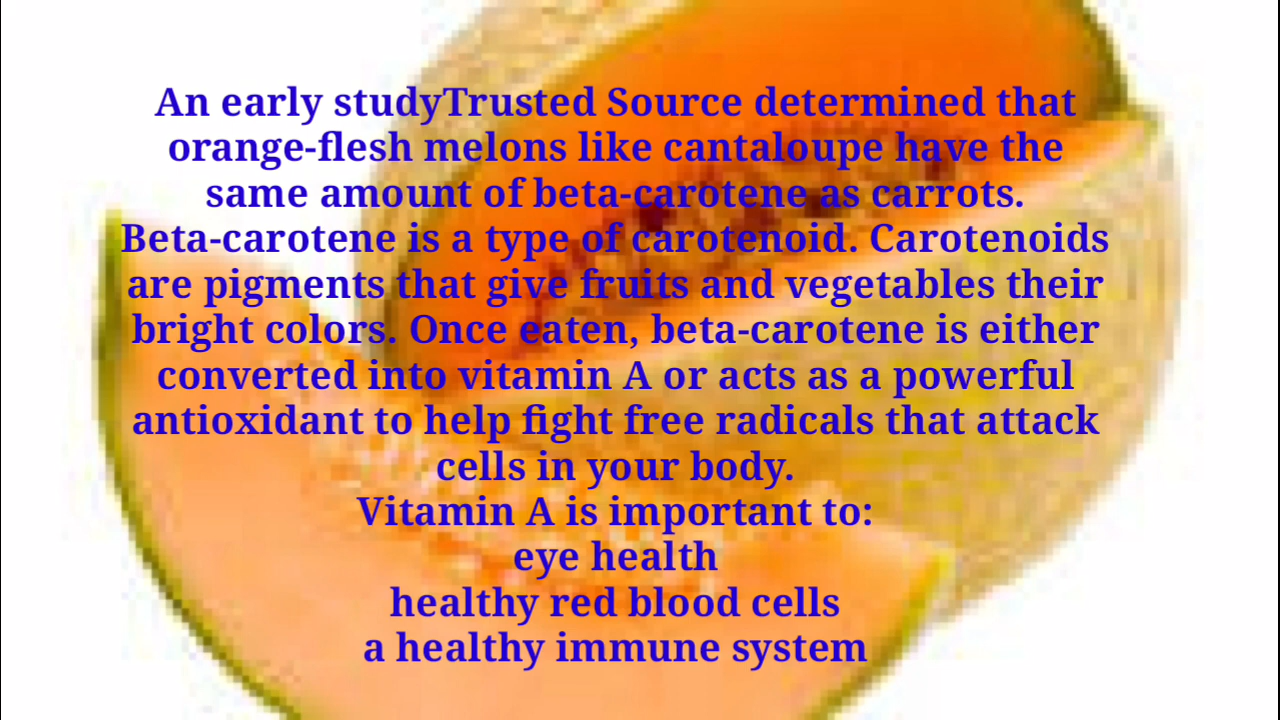 An early studyTrusted Source determined that
orange-flesh melons like cantaloupe have the
same amount of beta-carotene as carrots.
Beta-carotene is a type of carotenoid. Carotenoids
are pigments that give fruits and vegetables their
bright colors. Once eaten, beta-carotene is either
converted into vitamin A or acts as a powerful
antioxidant to help fight free radicals that attack
cells in your body.
Vitamin A is important to:
eye health
healthy red blood cells
a healthy immune system